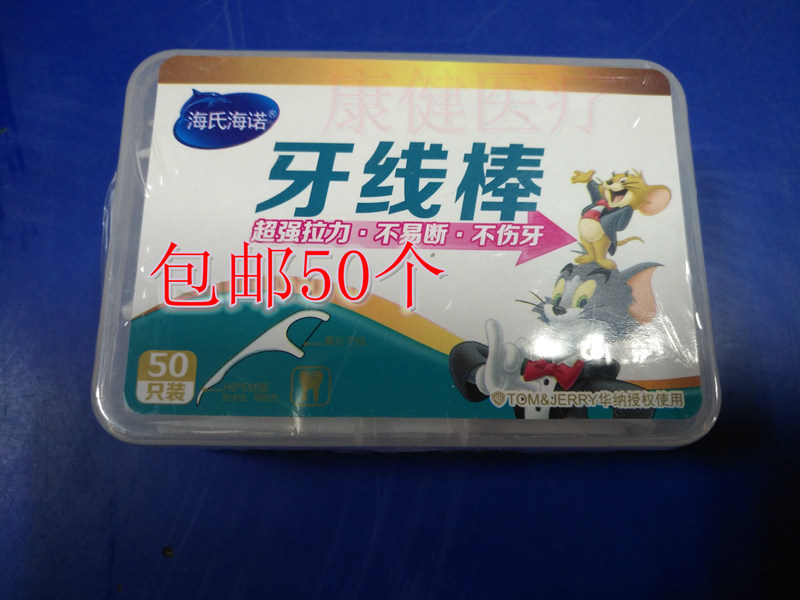 康健医疗
海氏海诺®
牙线棒
超强拉力·不易断·不伤牙
包邮50个
50
只装
TOM&JERRY华纳授权使用